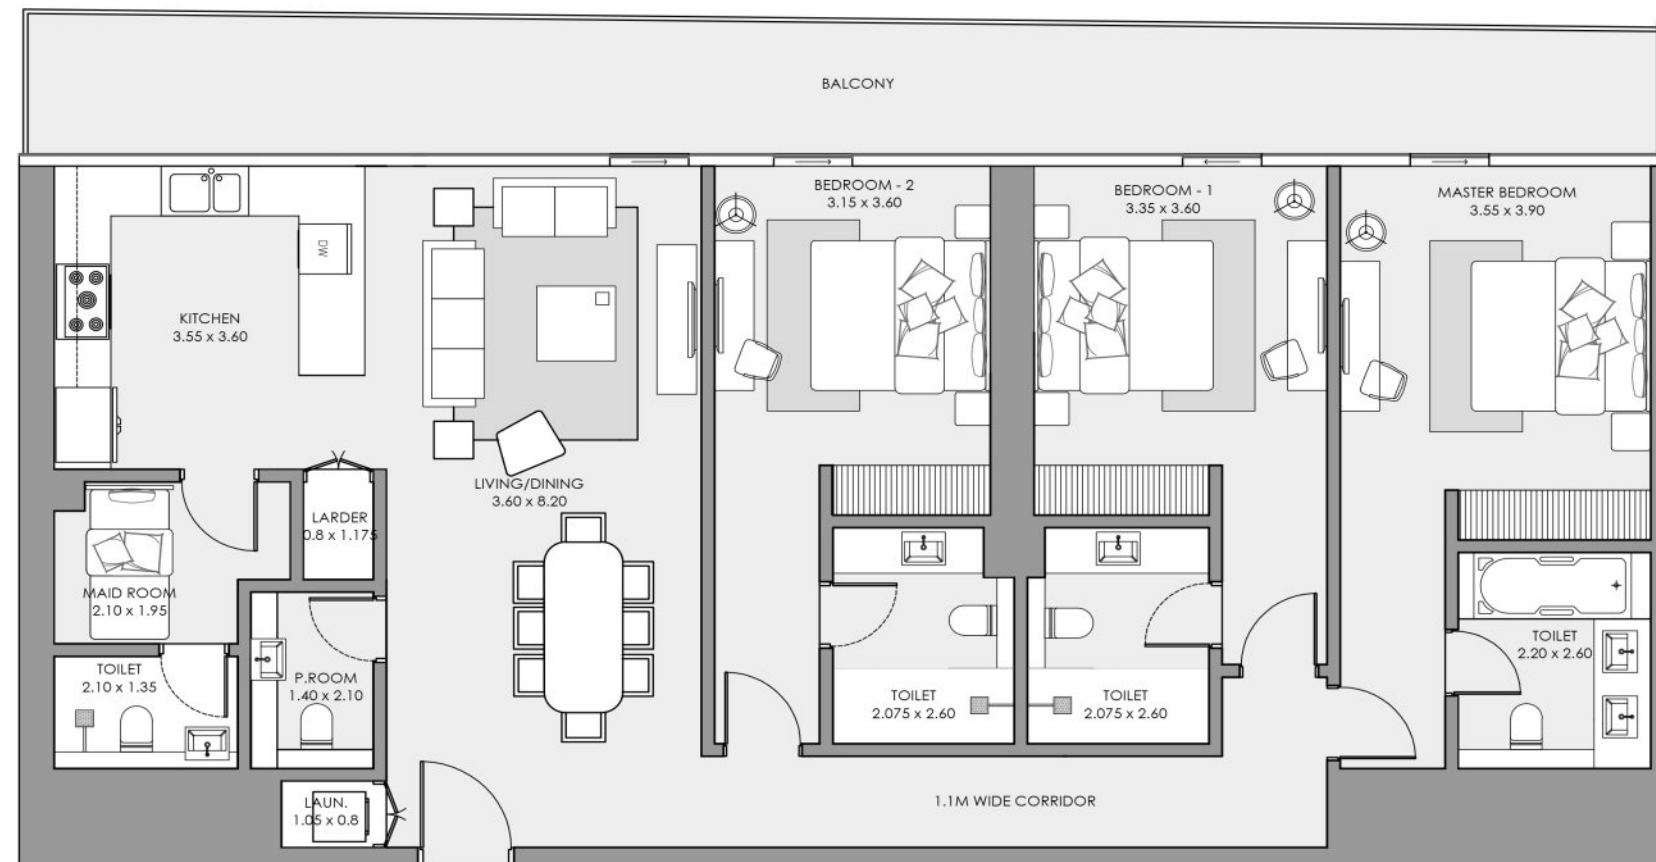 BALCONY
BEDROOM - 2
3.15 x 3.60
BEDROOM - 1
3.35 x 3.60
MASTER BEDROOM
3.55 x 3.90
DW
KITCHEN
3.55 x 3.60
LIVING/DINING
3.60 x 8.20
LARDER
0.8 x 1.175
MAID ROOM
2.10 x 1.95
TOILET
2.10 x 1.35
P.ROOM
1.40 x 2.10
TOILET
2.075 x 2.60
TOILET
2.075 x 2.60
TOILET
2.20 x 2.60
LAUN.
1.05 x 0.8
1.1M WIDE CORRIDOR